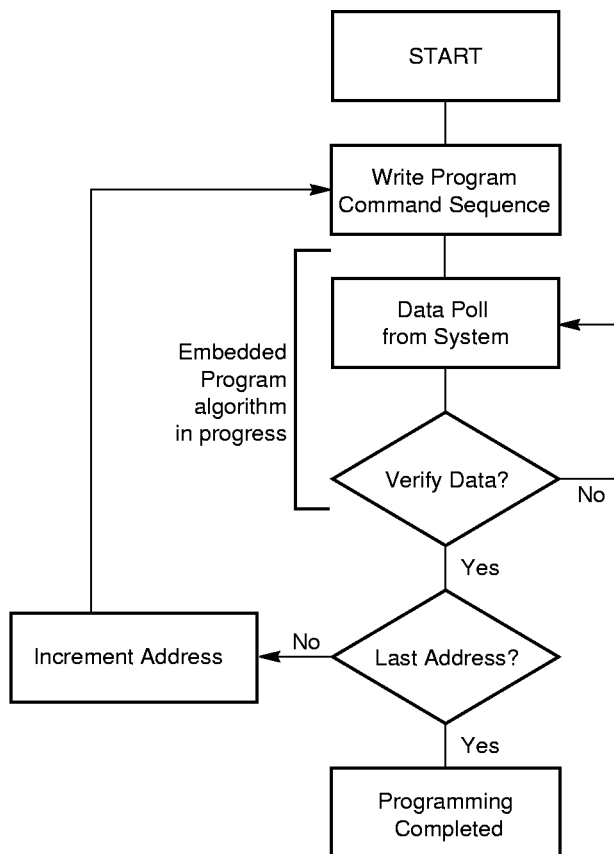 START
Write Program
Command Sequence
Data Poll
from System
Embedded
Program
algorithm
in progress
Verify Data?
No
Yes
Increment Address
No
Last Address?
Yes
Programming
Completed